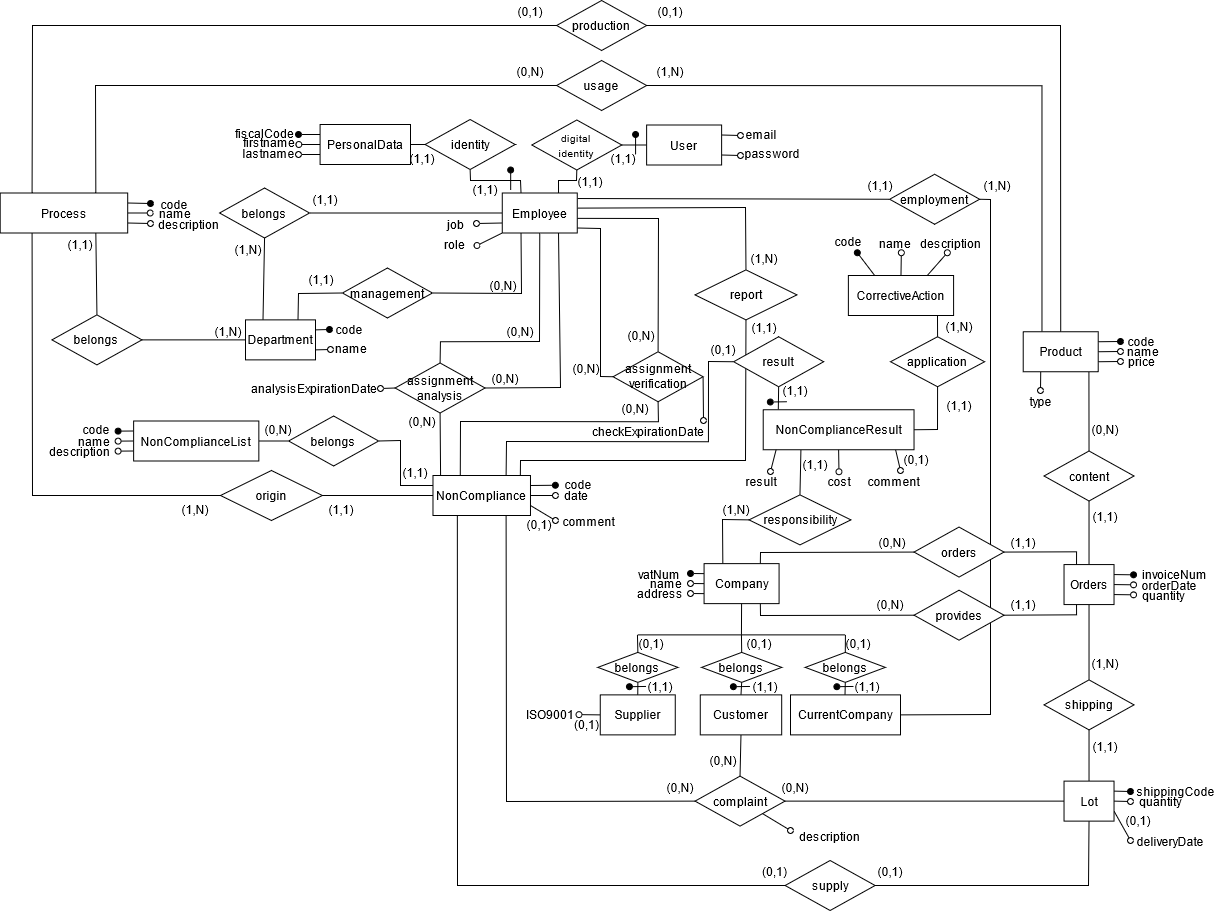 (0,1)
production
(0,1)
(0,N)
usage
(1,N)
fiscalCode
firstname
lastname
PersonalData
(1,1)
identity
(1,1)
digital
identity
(1,1)
(1,1)
User
email
password
Process
code
name
description
(1,1)
belongs
(1,1)
(1,N)
Employee
job
role
(1,1)
employment
(1,N)
code
name
description
CorrectiveAction
(1,N)
(1,1)
management
(0,N)
(1,N)
report
(1,1)
belongs
(1,N)
Department
code
name
(0,N)
(0,N)
(0,1)
result
(1,1)
application
(1,1)
Product
code
name
price
type
analysisExpirationDate
assignment
analysis
(0,N)
(0,N)
(0,N)
assignment
verification
(0,N)
checkExpirationDate
code
name
description
NonComplianceList
(0,N)
belongs
(1,1)
NonComplianceResult
result
(1,1)
cost
(0,1)
comment
(0,N)
content
(1,1)
(1,N)
origin
(1,1)
NonCompliance
code
date
(0,1)
comment
(1,N)
responsibility
(0,N)
orders
(1,1)
vatNum
name
address
Company
(0,N)
provides
(1,1)
Orders
invoiceNum
orderDate
quantity
(0,1)
belongs
(1,1)
(0,1)
belongs
(1,1)
(0,1)
belongs
(1,1)
ISO9001
(0,1)
Supplier
Customer
CurrentCompany
(1,N)
shipping
(1,1)
(0,N)
(0,N)
complaint
(0,N)
description
Lot
shippingCode
quantity
(0,1)
deliveryDate
(0,1)
supply
(0,1)